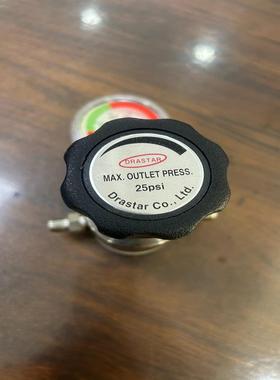 DRASTAR
MAX. OUTLET PRESS.
25psi
Drastar Co., Ltd.